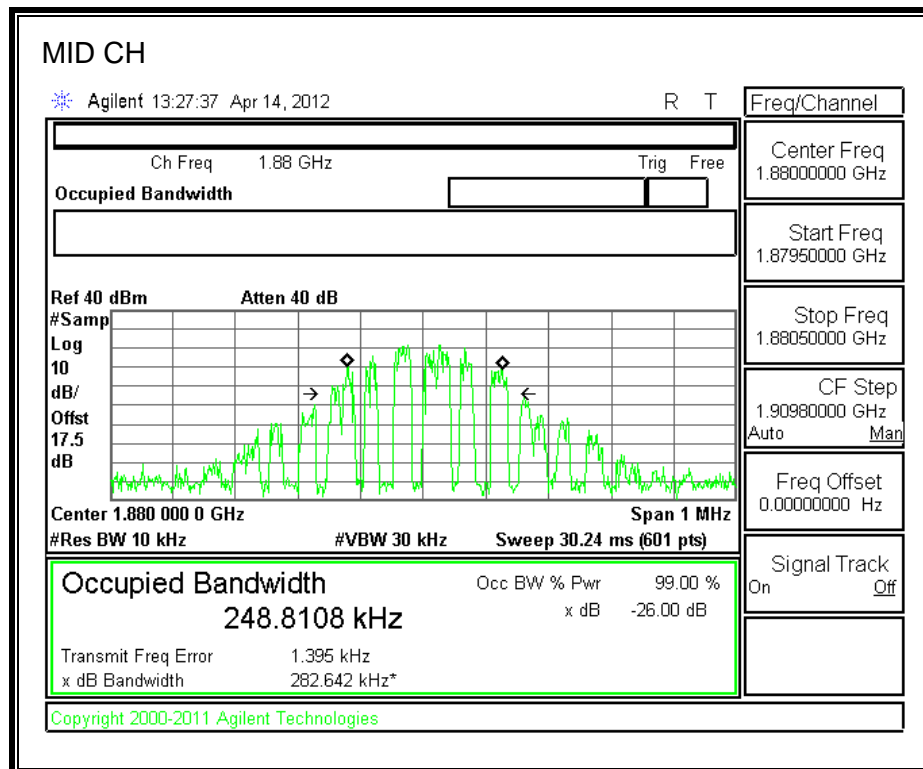 MID CH
Agilent 13:27:37 Apr 14, 2012 R T
Freq/Channel
Ch Freq 1.88 GHz Trig Free
Occupied Bandwidth
Center Freq
1.88000000 GHz
Start Freq
1.87950000 GHz
Stop Freq
1.88050000 GHz
CF Step
1.90980000 GHz
Auto Man
Freq Offset
0.00000000 Hz
Signal Track
On Off
Ref 40 dBm Atten 40 dB
#Samp
Log
10
dB/
Offst
17.5
dB
Center 1.880 000 0 GHz Span 1 MHz
#Res BW 10 kHz #VBW 30 kHz Sweep 30.24 ms (601 pts)
Occupied Bandwidth Occ BW % Pwr 99.00 %
248.8108 kHz x dB -26.00 dB
Transmit Freq Error 1.395 kHz
x dB Bandwidth 282.642 kHz*
Copyright 2000-2011 Agilent Technologies